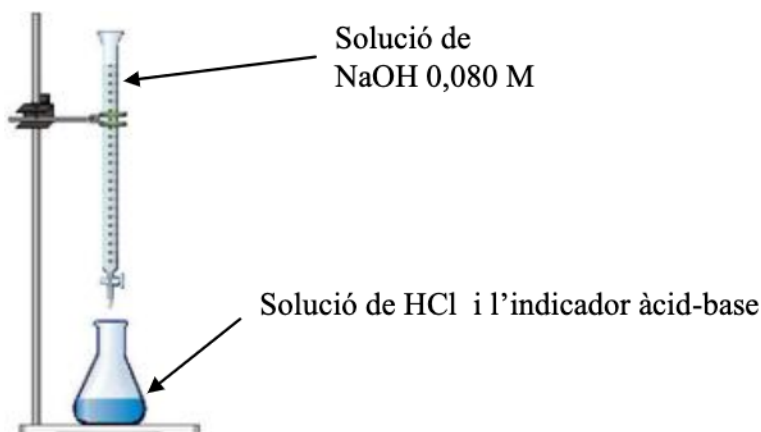 Solució de
NaOH 0,080 M
Solució de HCl i l’indicador àcid-base